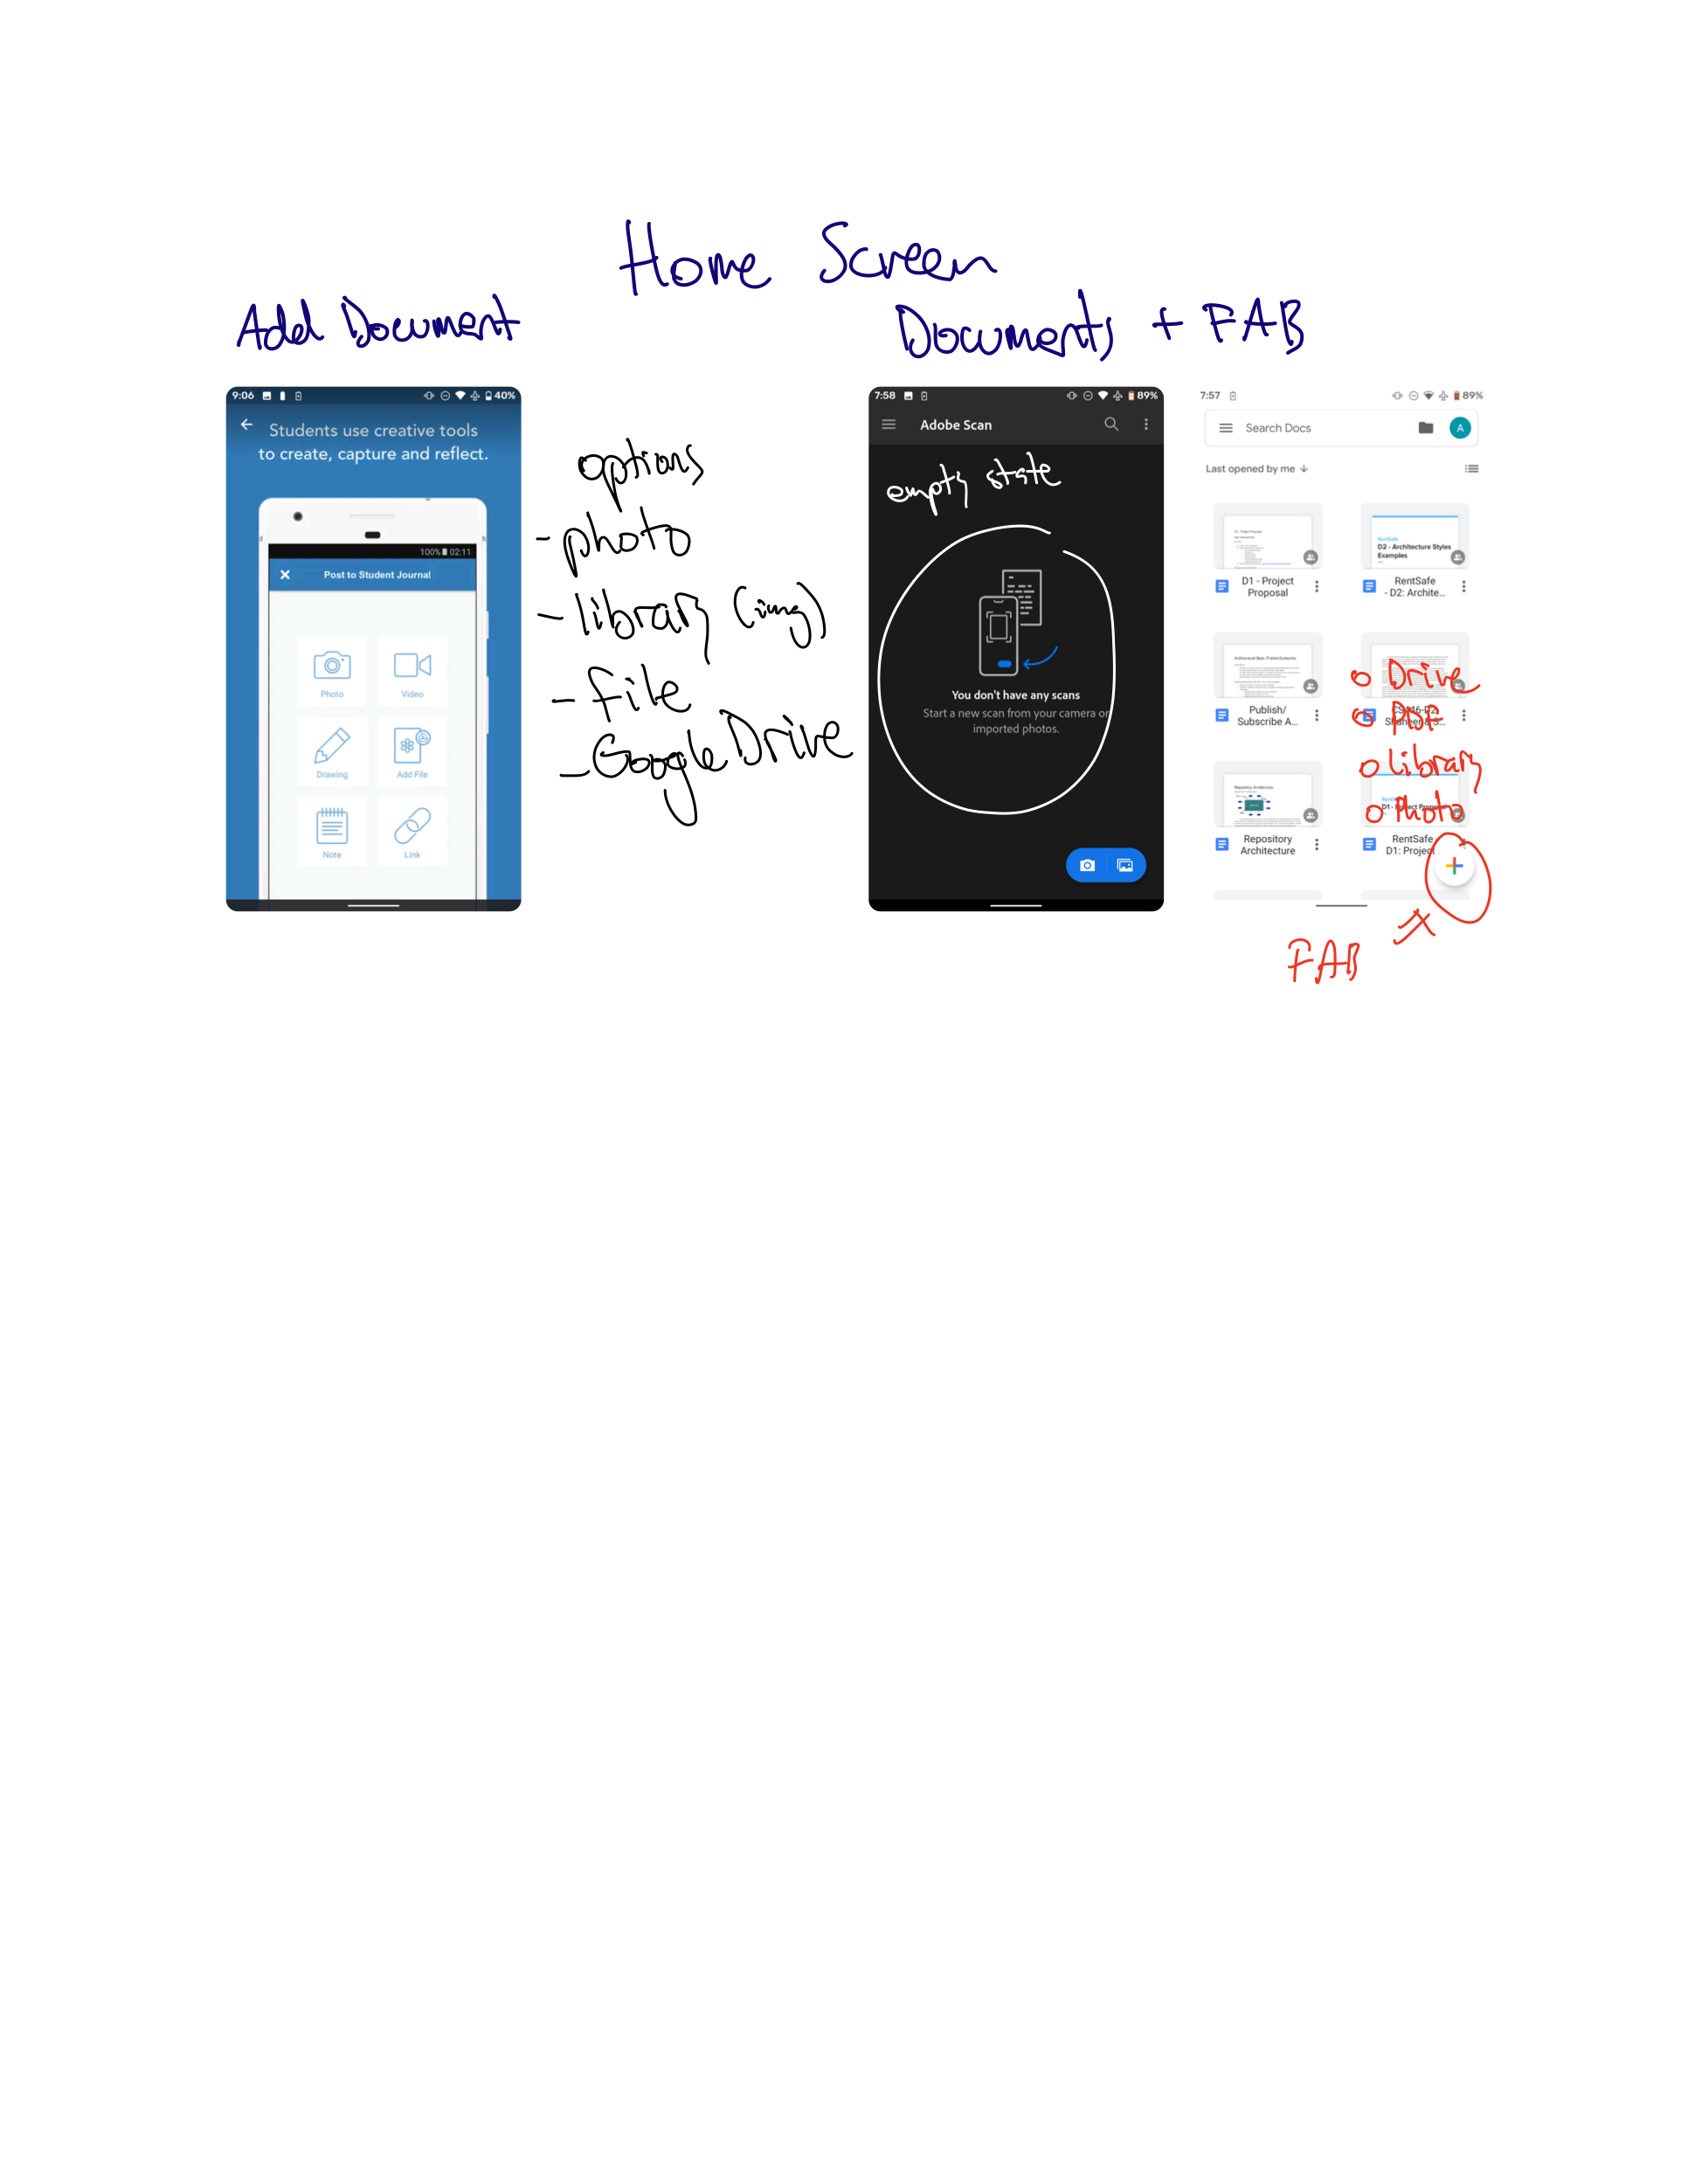 Home Screen
Add Document
Documents + FAB
9:06
40%
Students use creative tools
to create, capture and reflect.
100% 02:11
Post to Student Journal
Photo
Video
Drawing
Add File
Note
Link
options
- photo
- library (img)
- file
- Google Drive
7:58
89%
Adobe Scan
empty state
You don't have any scans
Start a new scan from your camera or
imported photos.
7:57
89%
Search Docs
A
Last opened by me
RentSafe
D2 - Architecture Styles
Examples
D1 - Project
Proposal
RentSafe
- D2: Archite...
Publish/
Subscribe A...
Repository
Architecture
RentSafe
D1: Project
o Drive
o PDF
o library
o Photo
FAB